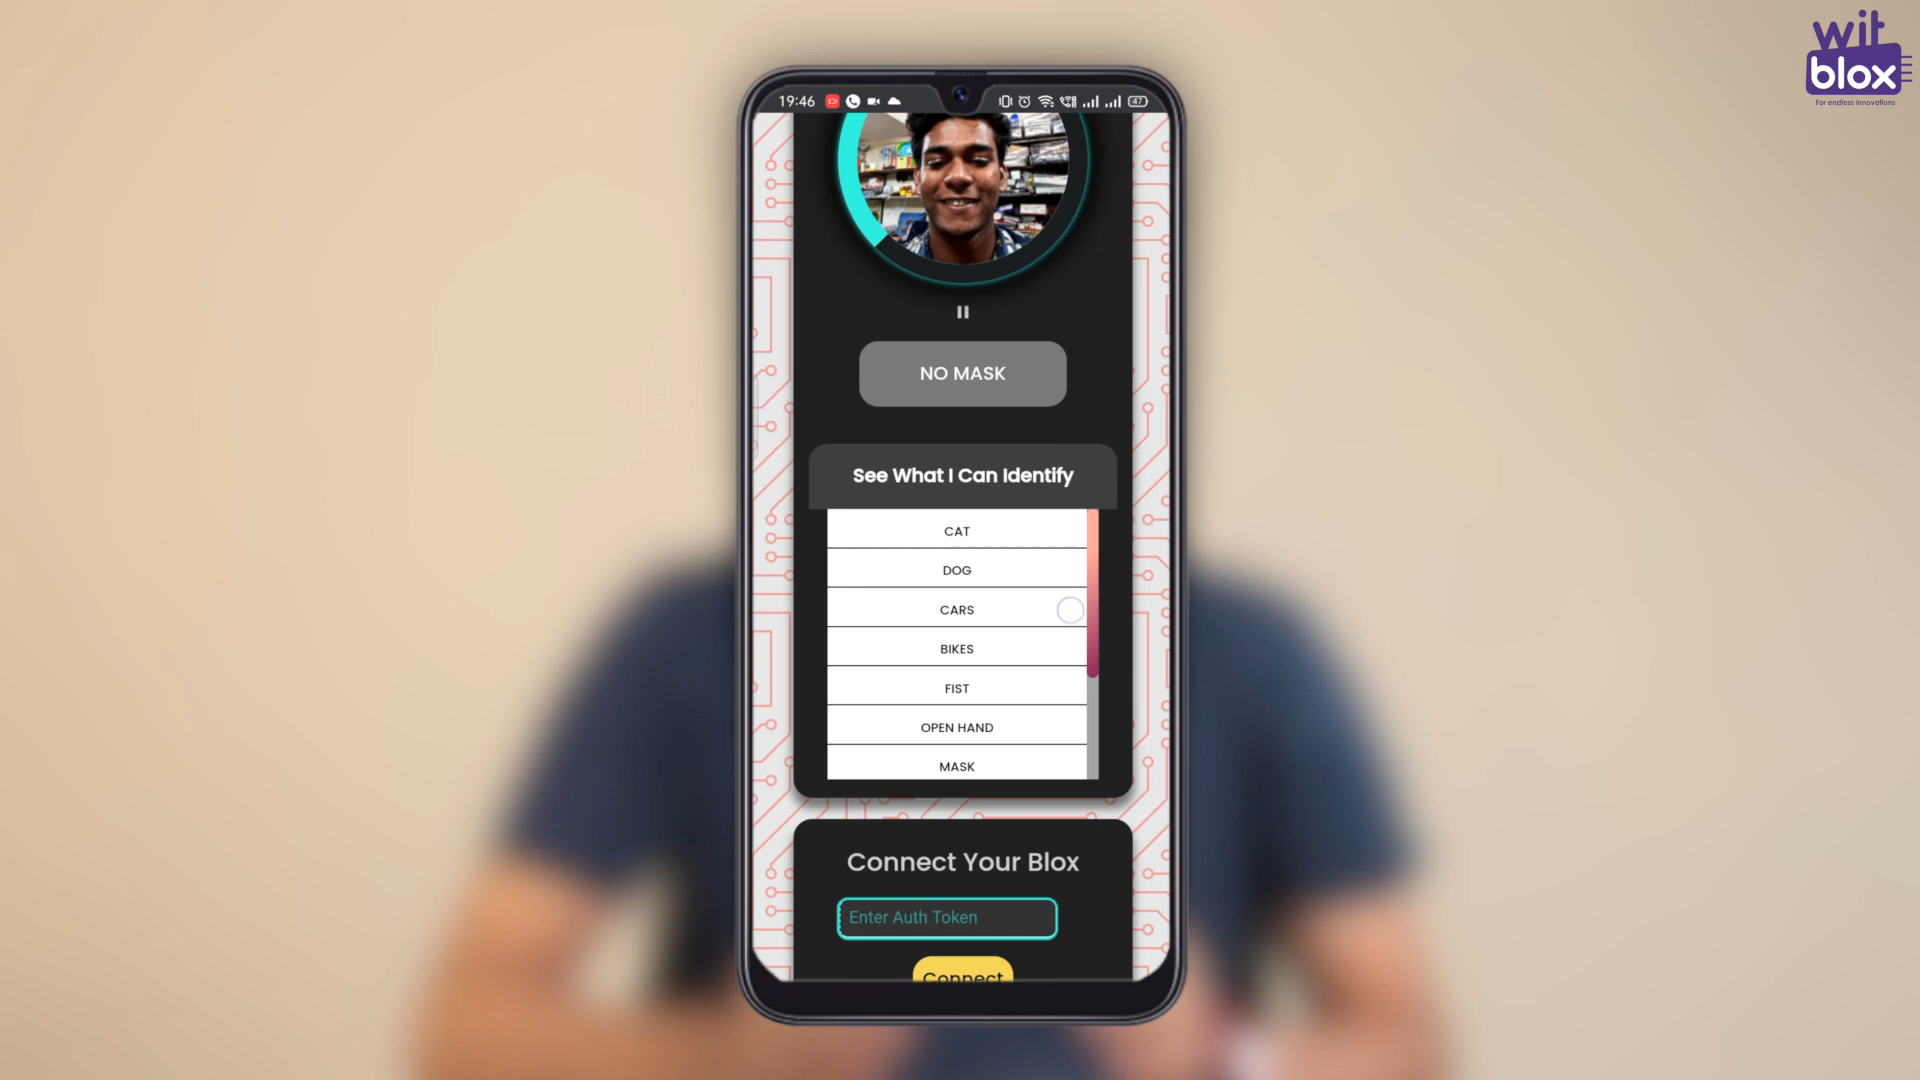 wit
blox
For endless innovations
19:46
47
NO MASK
See What I Can Identify
CAT
DOG
CARS
BIKES
FIST
OPEN HAND
MASK
Connect Your Blox
Enter Auth Token
Connect